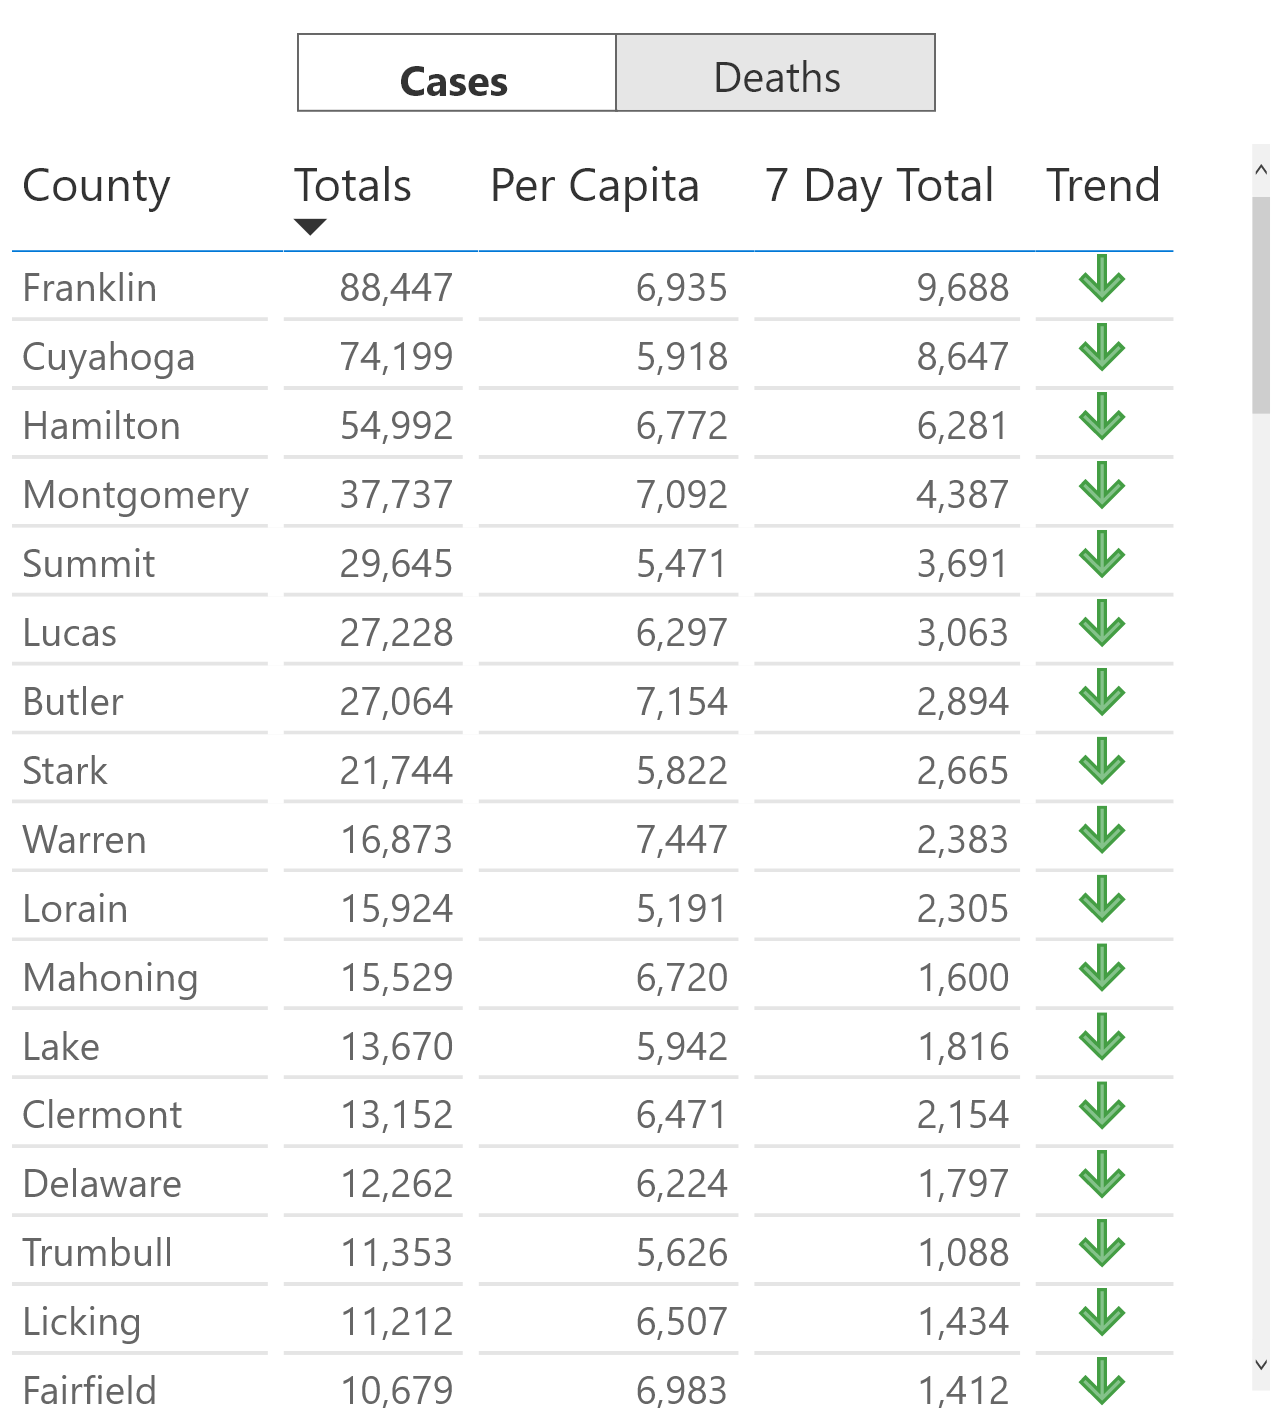 Cases Deaths
County Totals Per Capita 7 Day Total Trend
Franklin 88,447 6,935 9,688
Cuyahoga 74,199 5,918 8,647
Hamilton 54,992 6,772 6,281
Montgomery 37,737 7,092 4,387
Summit 29,645 5,471 3,691
Lucas 27,228 6,297 3,063
Butler 27,064 7,154 2,894
Stark 21,744 5,822 2,665
Warren 16,873 7,447 2,383
Lorain 15,924 5,191 2,305
Mahoning 15,529 6,720 1,600
Lake 13,670 5,942 1,816
Clermont 13,152 6,471 2,154
Delaware 12,262 6,224 1,797
Trumbull 11,353 5,626 1,088
Licking 11,212 6,507 1,434
Fairfield 10,679 6,983 1,412